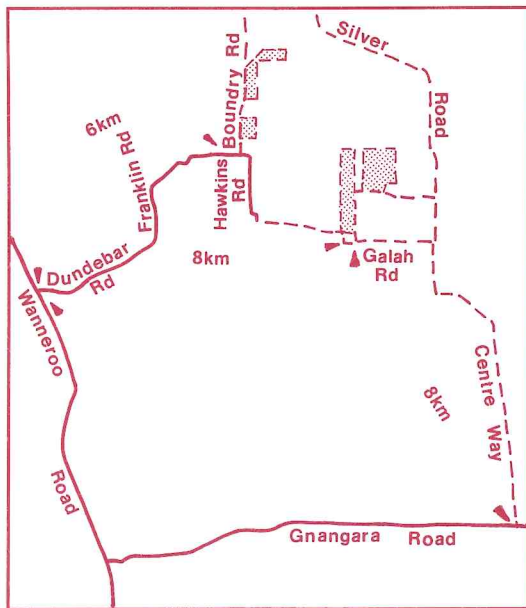 Silver
Road
Boundry Rd
6km
Franklin Rd
Hawkins
Rd
8km
Galah
Rd
Dundebar
Rd
Wanneroo
Road
8km
Centre
Way
Gnangara Road